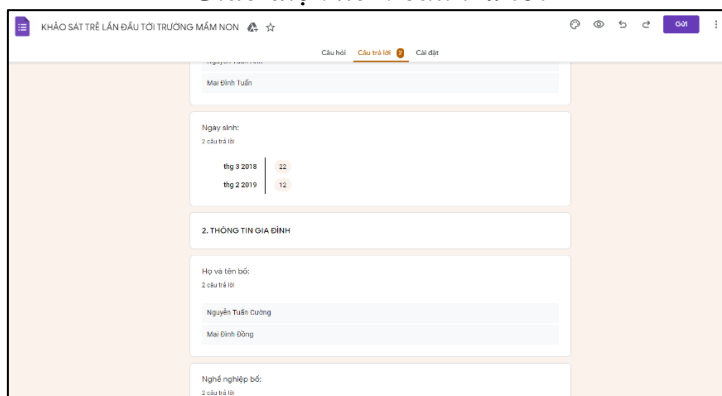 KHẢO SÁT TRẺ LẦN ĐẦU TỚI TRƯỜNG MẦM NON
Gửi
Câu hỏi Câu trả lời 2 Cài đặt
Mai Đình Tuấn
Ngày sinh:
2 câu trả lời
thg 3 2018 22
thg 2 2019 12
2. THÔNG TIN GIA ĐÌNH
Họ và tên bố:
2 câu trả lời
Nguyễn Tuấn Cường
Mai Đình Đồng
Nghề nghiệp bố:
2 câu trả lời